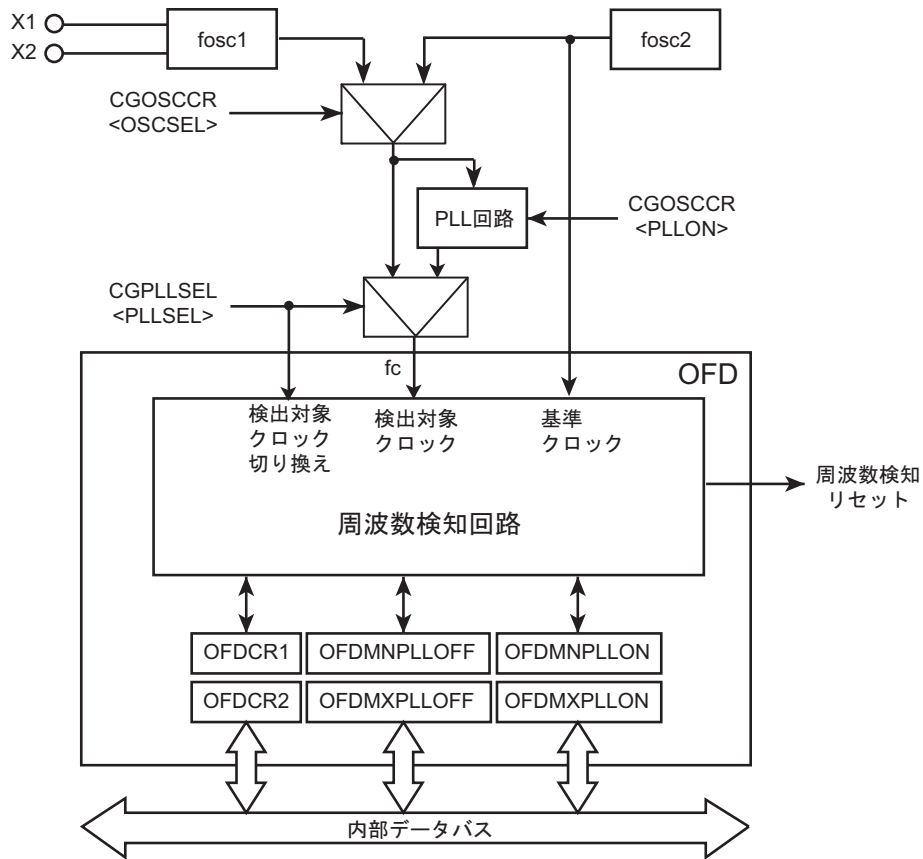 X1
X2
fosc1
fosc2
CGOSCCR
<OSCSEL>
PLL回路
CGOSCCR
<PLLON>
CGPLLSEL
<PLLSEL>
fc
OFD
検出対象
クロック
切り換え
検出対象
クロック
基準
クロック
周波数検知
リセット
周波数検知回路
OFDCR1
OFDMNPLLOFF
OFDMNPLLON
OFDCR2
OFDMXPLLOFF
OFDMXPLLON
内部データバス